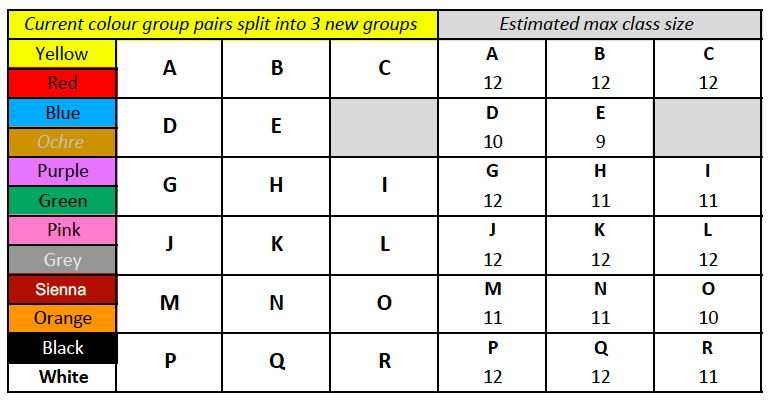 Current colour group pairs split into 3 new groups Estimated max class size
Yellow A B C A B C
Red 12 12 12
Blue D E D E
Ochre 10 9
Purple G H I G H I
Green 12 11 11
Pink J K L J K L
Grey 12 12 12
Sienna M N O M N O
Orange 11 11 10
Black P Q R P Q R
White 12 12 11